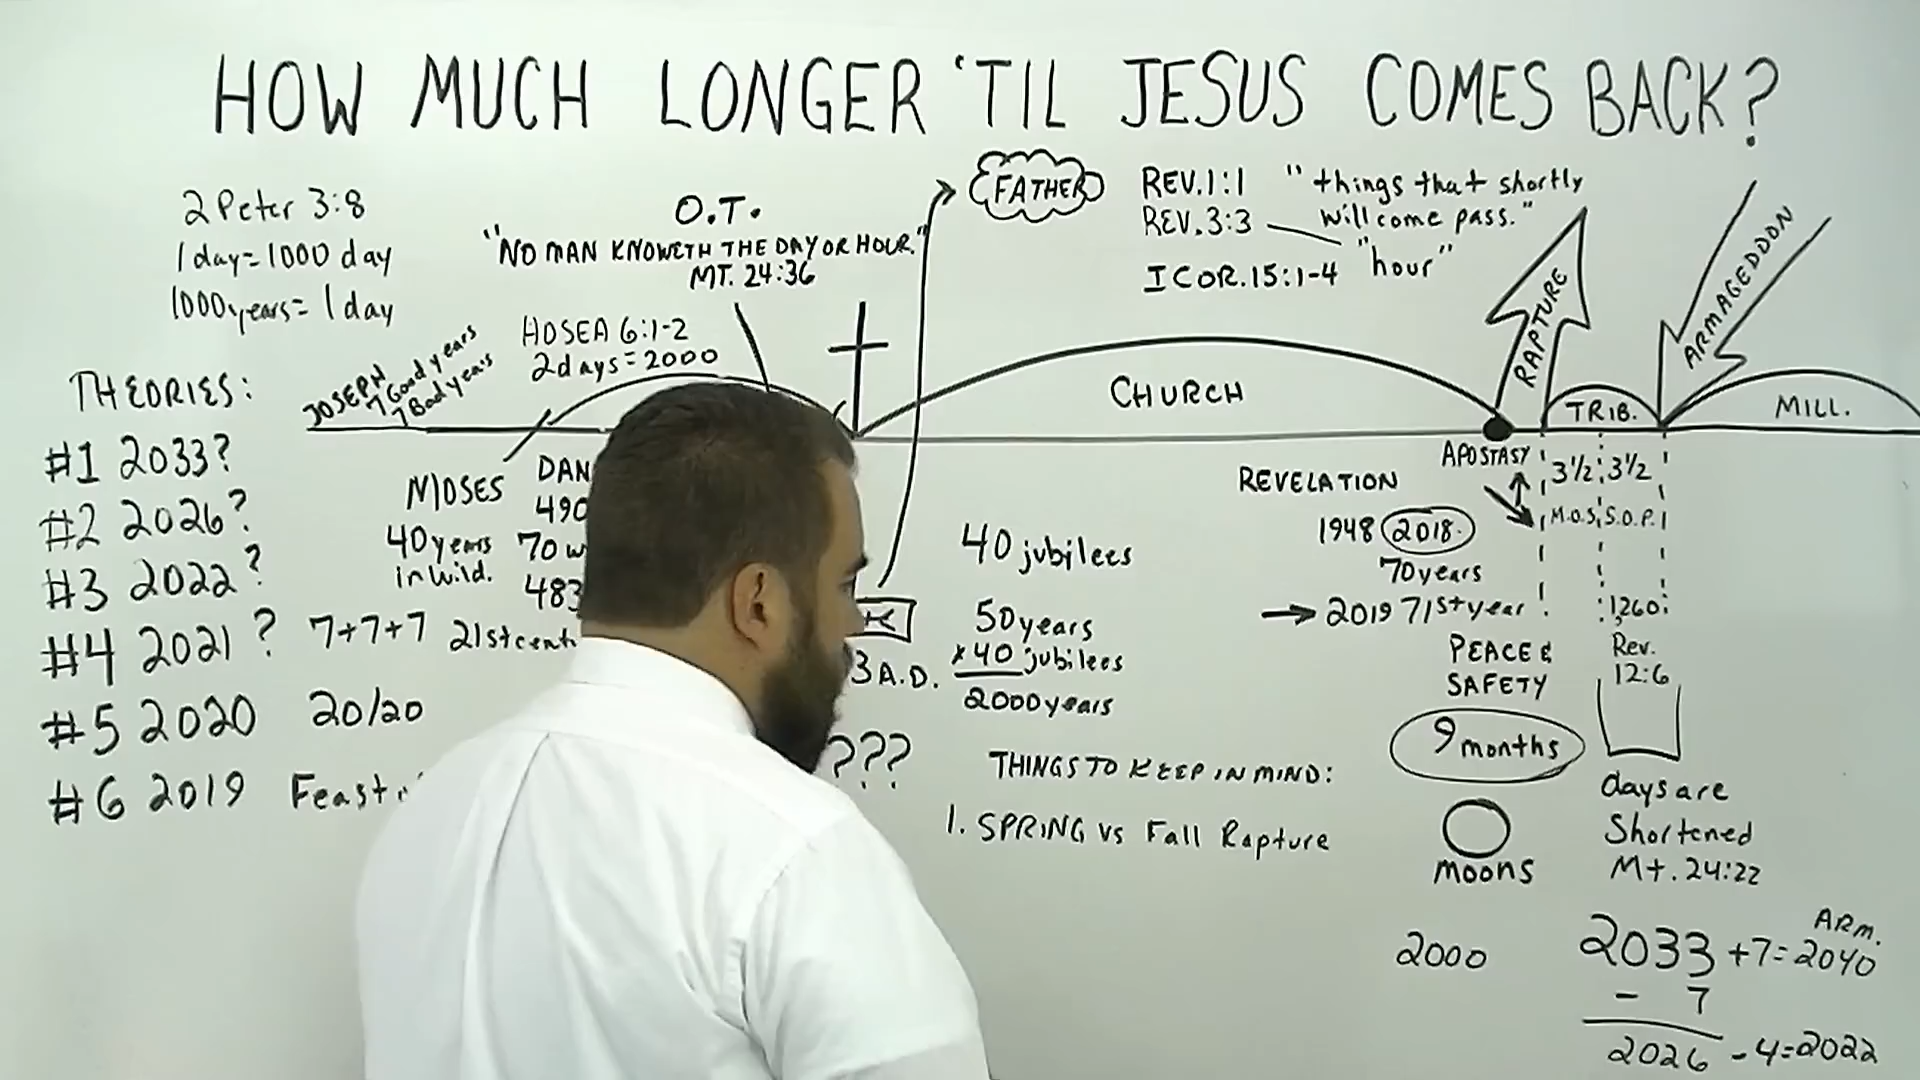 HOW MUCH LONGER 'TIL JESUS COMES BACK?
2 Peter 3:8
1 day = 1000 day
1000 years = 1 day
O.T.
"NO MAN KNOWETH THE DAY OR HOUR."
MT. 24:36
FATHER
REV. 1:1 "things that shortly
will come pass."
REV. 3:3 "hour"
I COR. 15:1-4
RAPTURE
ARMAGEDDON
HOSEA 6:1-2
2 days = 2000
JOSEPH
7 Good years
7 Bad years
CHURCH
TRIB.
MILL.
THEORIES:
#1 2033?
#2 2026?
#3 2022?
#4 2021? 7+7+7 21st
#5 2020 20/20
#6 2019 Feast
MOSES
40 years
in wild.
DAN
490
70 w
483
3 A.D.
???
40 jubilees
50 years
x 40 jubilees
2000 years
THINGS TO KEEP IN MIND:
1. SPRING vs Fall Rapture
APOSTASY
REVELATION
1948 2018.
70 years
→ 2019 71st year
PEACE &
SAFETY
9 months
moons
3½ 3½
M.O.S. S.O.P.
1260
Rev.
12:6
days are
Shortened
Mt. 24:22
2000
ARM.
2033 + 7 = 2040
- 7
2026 - 4 = 2022